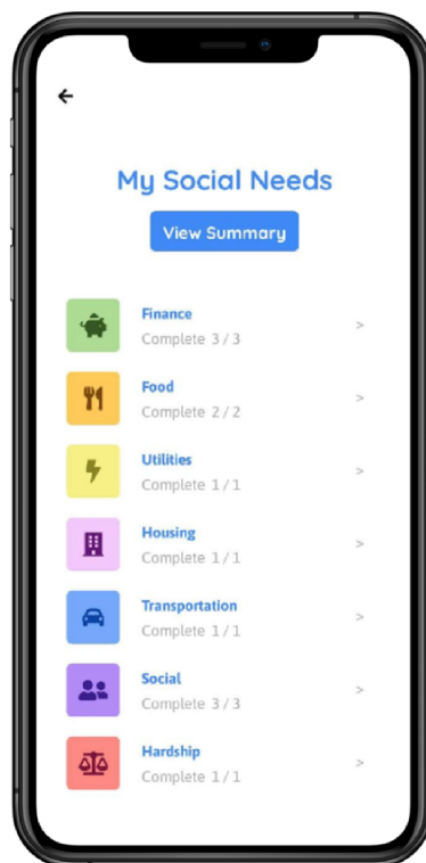 My Social Needs
View Summary
Finance
Complete 3 / 3
>
Food
Complete 2 / 2
>
Utilities
Complete 1 / 1
>
Housing
Complete 1 / 1
>
Transportation
Complete 1 / 1
>
Social
Complete 3 / 3
>
Hardship
Complete 1 / 1
>